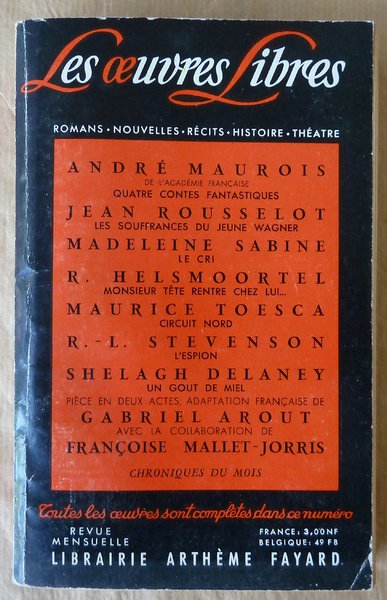 Les œuvres Libres
ROMANS • NOUVELLES • RÉCITS • HISTOIRE • THÉATRE
ANDRÉ MAUROIS
DE L'ACADÉMIE FRANÇAISE
QUATRE CONTES FANTASTIQUES
JEAN ROUSSELOT
LES SOUFFRANCES DU JEUNE WAGNER
MADELEINE SABINE
LE CRI
R. HELSMOORTEL
MONSIEUR TÊTE RENTRE CHEZ LUI...
MAURICE TOESCA
CIRCUIT NORD
R.-L. STEVENSON
L'ESPION
SHELAGH DELANEY
UN GOUT DE MIEL
PIÈCE EN DEUX ACTES. ADAPTATION FRANÇAISE DE
GABRIEL AROUT
AVEC LA COLLABORATION DE
FRANÇOISE MALLET-JORRIS
CHRONIQUES DU MOIS
Toutes les œuvres sont complètes dans ce numéro
REVUE MENSUELLE
FRANCE : 3,00 NF
BELGIQUE : 49 FB
LIBRAIRIE ARTHÈME FAYARD